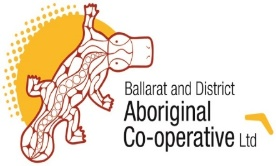 Ballarat and District
Aboriginal
Co-operative Ltd